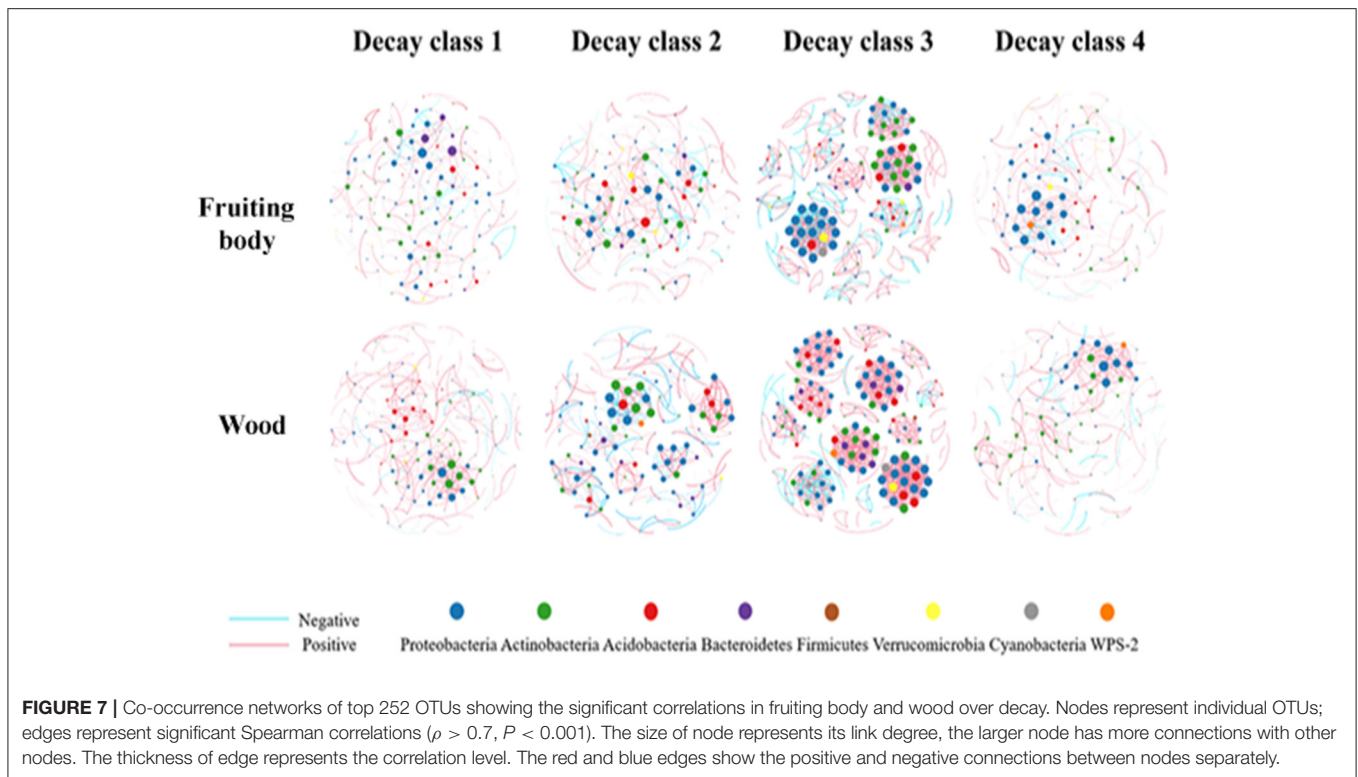 Decay class 1 Decay class 2 Decay class 3 Decay class 4
Fruiting
body
Wood
Negative
Positive
Proteobacteria Actinobacteria Acidobacteria Bacteroidetes Firmicutes Verrucomicrobia Cyanobacteria WPS-2
FIGURE 7 | Co-occurrence networks of top 252 OTUs showing the significant correlations in fruiting body and wood over decay. Nodes represent individual OTUs;
edges represent significant Spearman correlations (ρ > 0.7, P < 0.001). The size of node represents its link degree, the larger node has more connections with other
nodes. The thickness of edge represents the correlation level. The red and blue edges show the positive and negative connections between nodes separately.